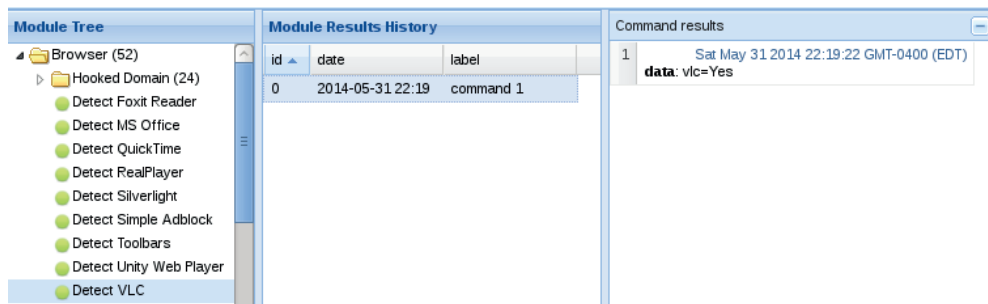 Module Tree
Browser (52)
Hooked Domain (24)
Detect Foxit Reader
Detect MS Office
Detect QuickTime
Detect RealPlayer
Detect Silverlight
Detect Simple Adblock
Detect Toolbars
Detect Unity Web Player
Detect VLC
Module Results History
id date label
0 2014-05-31 22:19 command 1
Command results
1 Sat May 31 2014 22:19:22 GMT-0400 (EDT)
data: vlc=Yes